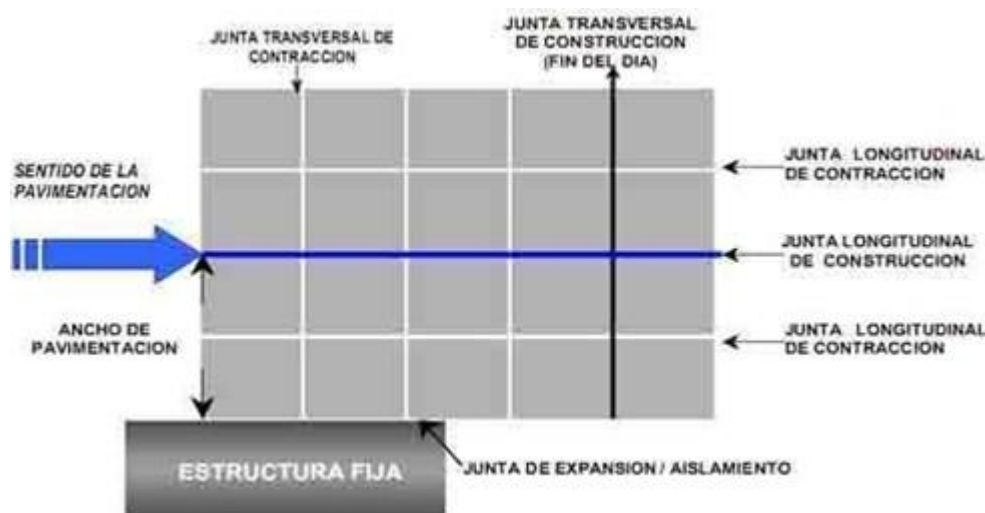 JUNTA TRANSVERSAL DE
CONTRACCION
JUNTA TRANSVERSAL
DE CONSTRUCCION
(FIN DEL DIA)
SENTIDO DE LA
PAVIMENTACION
JUNTA LONGITUDINAL
DE CONTRACCION
JUNTA LONGITUDINAL
DE CONSTRUCCION
ANCHO DE
PAVIMENTACION
JUNTA LONGITUDINAL
DE CONTRACCION
ESTRUCTURA FIJA
JUNTA DE EXPANSION / AISLAMIENTO